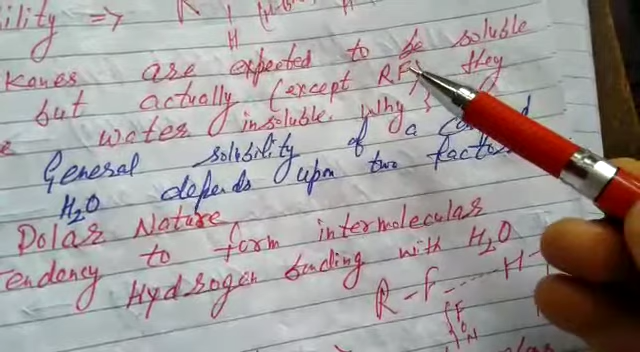 ility => R
H
kanes are expected to be soluble
but actually (except RF) they
water insoluble. Why?
General solubility of a
H₂O depends upon two factors
Polar Nature
Tendency to form intermolecular
Hydrogen bonding with H₂O
R-F ---- H-